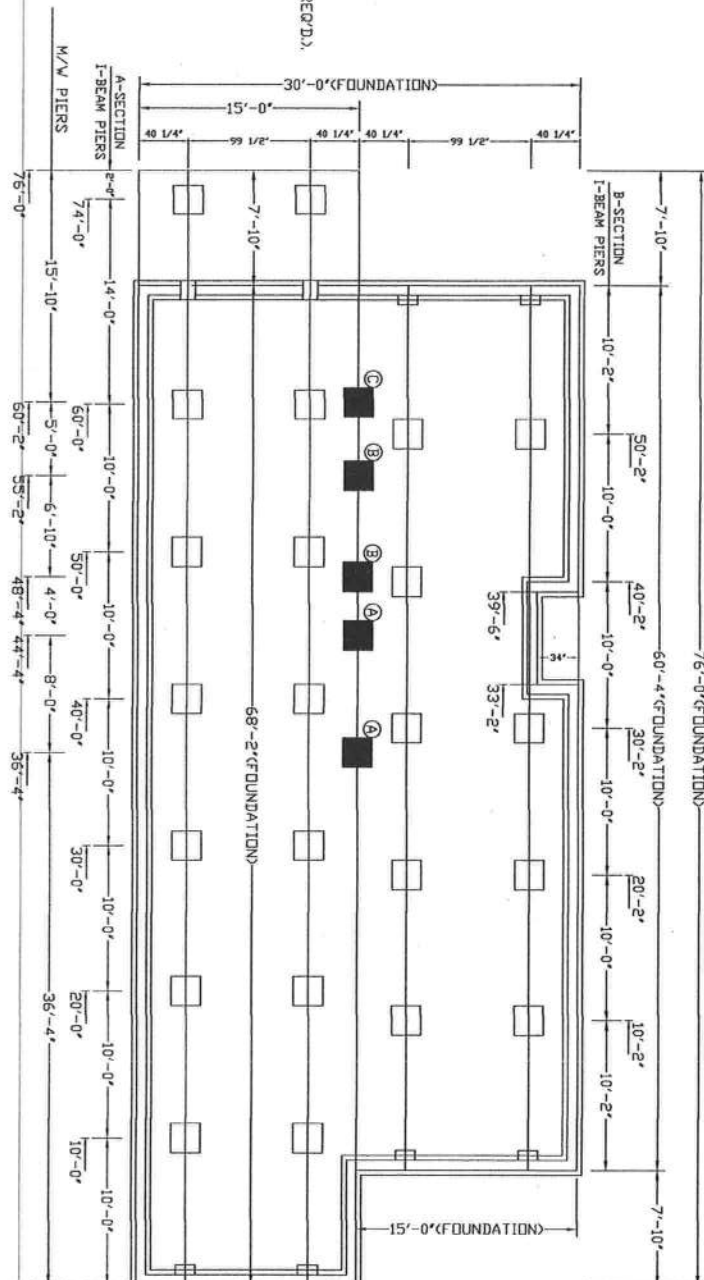 76'-0"(FOUNDATION)
7'-10" 60'-4"(FOUNDATION) 7'-10"
B-SECTION
I-BEAM PIERS
50'-2" 40'-2" 30'-2" 20'-2" 10'-2"
10'-2" 10'-0" 10'-0" 10'-0" 10'-0" 10'-2"
40 1/4"
99 1/2"
40 1/4"
40 1/4"
99 1/2"
40 1/4"
30'-0"(FOUNDATION)
15'-0"
34"
39'-6" 33'-2"
15'-0"(FOUNDATION)
C B B A A
7'-10" 68'-2"(FOUNDATION)
EQ'D.).
A-SECTION
I-BEAM PIERS
2'-0" 14'-0" 10'-0" 10'-0" 10'-0" 10'-0" 10'-0" 10'-0"
74'-0" 60'-0" 50'-0" 40'-0" 30'-0" 20'-0" 10'-0"
M/W PIERS
15'-10" 5'-0" 6'-10" 4'-0" 8'-0" 36'-4"
76'-0" 60'-2" 55'-2" 48'-4" 44'-4" 36'-4"